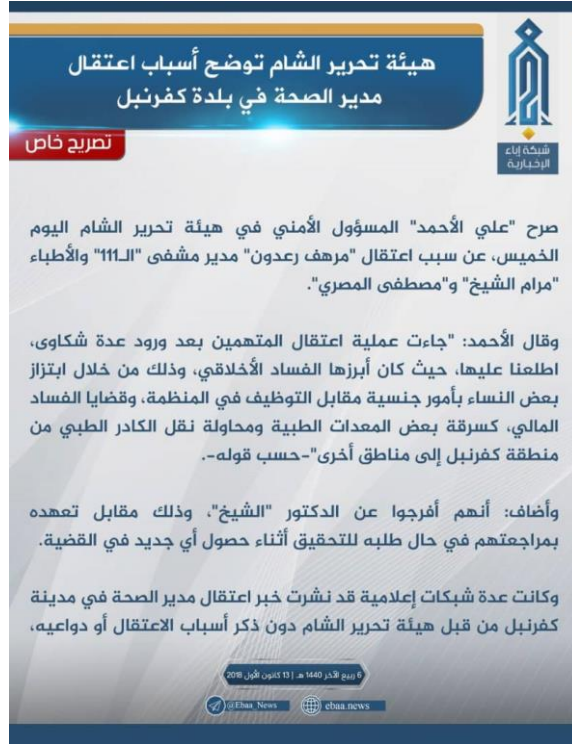 هيئة تحرير الشام توضح أسباب اعتقال
مدير الصحة في بلدة كفرنبل
تصريح خاص
شبكة إباء
الإخبارية
صرح "علي الأحمد" المسؤول الأمني في هيئة تحرير الشام اليوم
الخميس، عن سبب اعتقال "مرهف رعدون" مدير مشفى "الـ111" والأطباء
"مرام الشيخ" و"مصطفى المصري".
وقال الأحمد: "جاءت عملية اعتقال المتهمين بعد ورود عدة شكاوى،
اطلعنا عليها، حيث كان أبرزها الفساد الأخلاقي، وذلك من خلال ابتزاز
بعض النساء بأمور جنسية مقابل التوظيف في المنظمة، وقضايا الفساد
المالي، كسرقة بعض المعدات الطبية ومحاولة نقل الكادر الطبي من
منطقة كفرنبل إلى مناطق أخرى"-حسب قوله-.
وأضاف: أنهم أفرجوا عن الدكتور "الشيخ"، وذلك مقابل تعهده
بمراجعتهم في حال طلبه للتحقيق أثناء حصول أي جديد في القضية.
وكانت عدة شبكات إعلامية قد نشرت خبر اعتقال مدير الصحة في مدينة
كفرنبل من قبل هيئة تحرير الشام دون ذكر أسباب الاعتقال أو دواعيه،
6 ربيع الآخر 1440 هـ | 13 كانون الأول 2018
@Ebaa_News ebaa.news